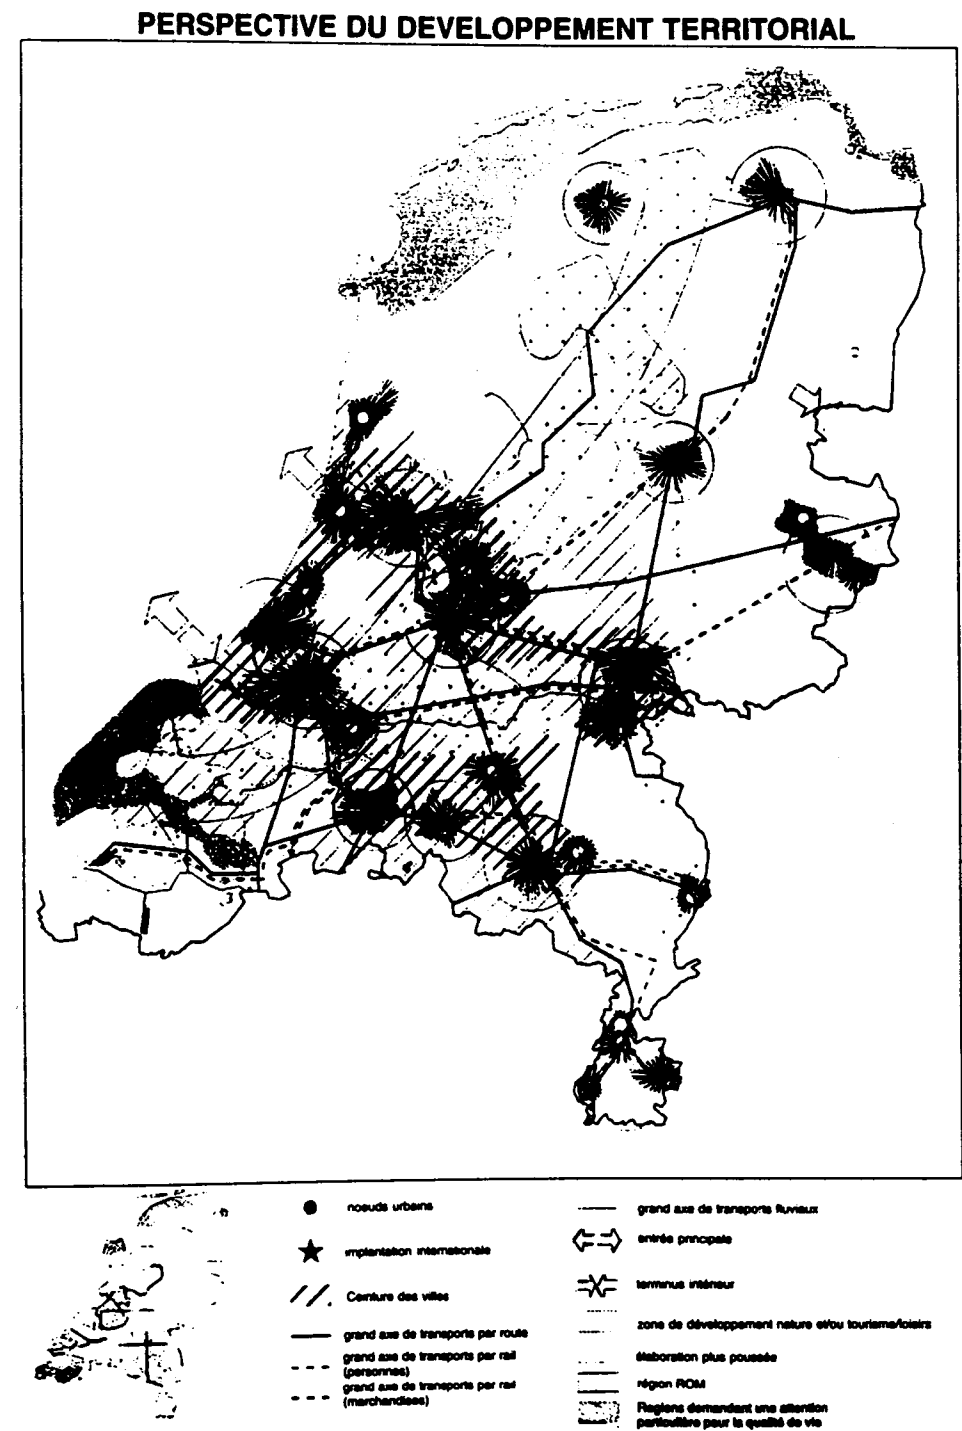 PERSPECTIVE DU DEVELOPPEMENT TERRITORIAL
3
noeuds urbains
implantation internationale
Ceinture des villes
grand axe de transports par route
grand axe de transports par rail
(personnes)
grand axe de transports par rail
(marchandises)
grand axe de transports fluviaux
entrée principale
terminus intérieur
zone de développement nature et/ou tourisme/loisirs
élaboration plus poussée
région ROM
Regions demandant une attention
particulière pour la qualité de vie